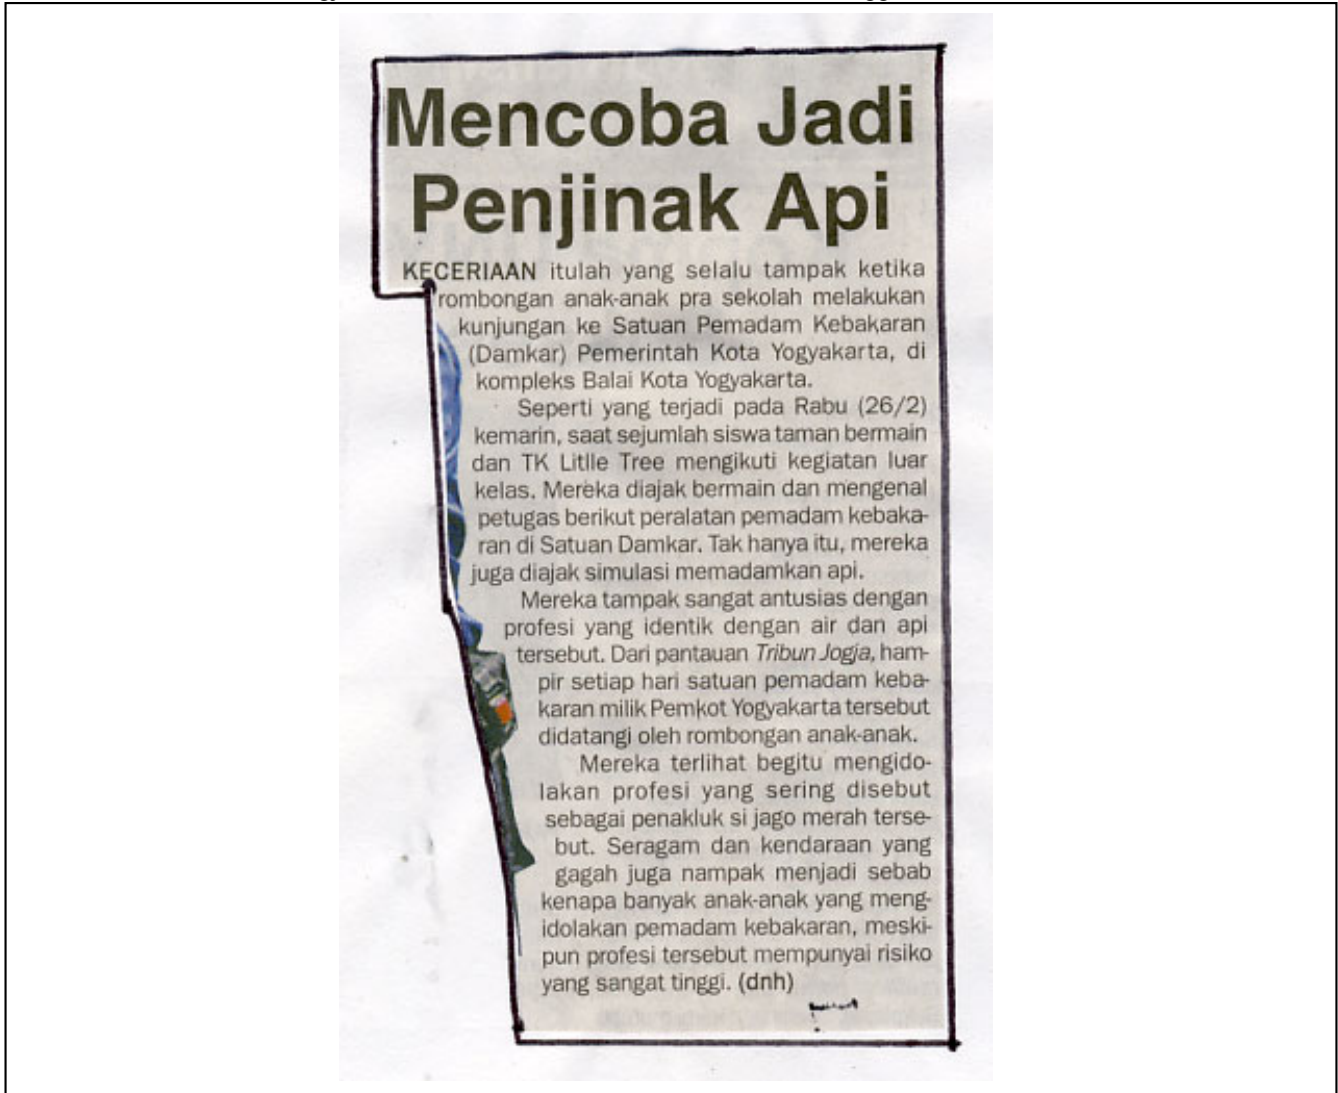 Mencoba Jadi
Penjinak Api
KECERIAAN itulah yang selalu tampak ketika
rombongan anak-anak pra sekolah melakukan
kunjungan ke Satuan Pemadam Kebakaran
(Damkar) Pemerintah Kota Yogyakarta, di
kompleks Balai Kota Yogyakarta.
Seperti yang terjadi pada Rabu (26/2)
kemarin, saat sejumlah siswa taman bermain
dan TK Litlle Tree mengikuti kegiatan luar
kelas. Mereka diajak bermain dan mengenal
petugas berikut peralatan pemadam kebaka-
ran di Satuan Damkar. Tak hanya itu, mereka
juga diajak simulasi memadamkan api.
Mereka tampak sangat antusias dengan
profesi yang identik dengan air dan api
tersebut. Dari pantauan Tribun Jogja, ham-
pir setiap hari satuan pemadam keba-
karan milik Pemkot Yogyakarta tersebut
didatangi oleh rombongan anak-anak.
Mereka terlihat begitu mengido-
lakan profesi yang sering disebut
sebagai penakluk si jago merah terse-
but. Seragam dan kendaraan yang
gagah juga nampak menjadi sebab
kenapa banyak anak-anak yang meng-
idolakan pemadam kebakaran, meski-
pun profesi tersebut mempunyai risiko
yang sangat tinggi. (dnh)